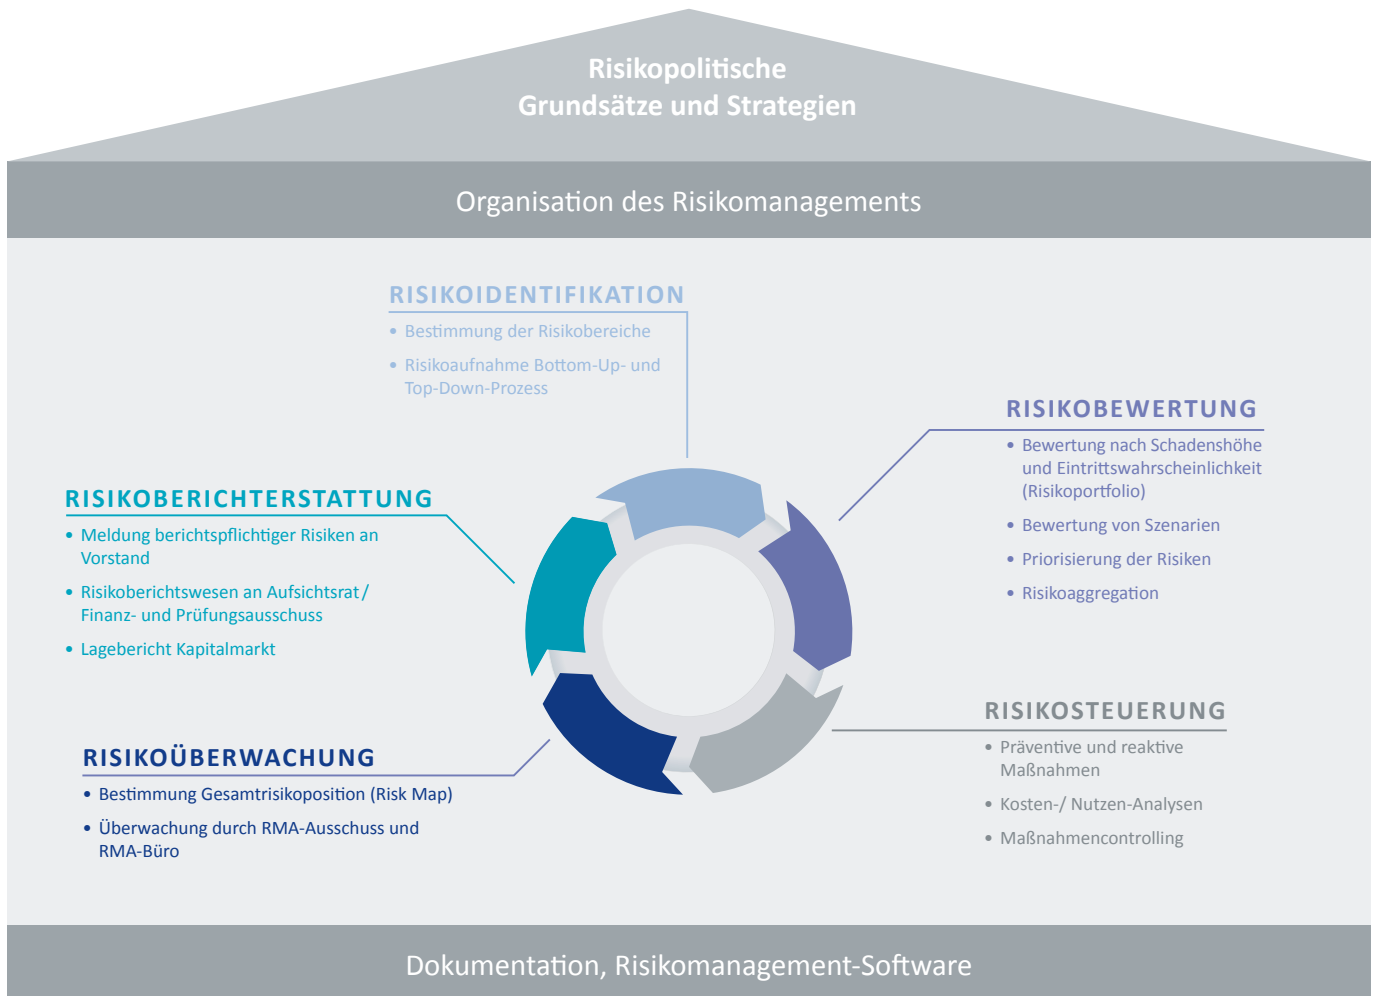 Risikopolitische
Grundsätze und Strategien
Organisation des Risikomanagements
RISIKOIDENTIFIKATION
• Bestimmung der Risikobereiche
• Risikoaufnahme Bottom-Up- und
Top-Down-Prozess
RISIKOBEWERTUNG
• Bewertung nach Schadenshöhe
und Eintrittswahrscheinlichkeit
(Risikoportfolio)
• Bewertung von Szenarien
• Priorisierung der Risiken
• Risikoaggregation
RISIKOSTEUERUNG
• Präventive und reaktive
Maßnahmen
• Kosten-/ Nutzen-Analysen
• Maßnahmencontrolling
RISIKOÜBERWACHUNG
• Bestimmung Gesamtrisikoposition (Risk Map)
• Überwachung durch RMA-Ausschuss und
RMA-Büro
RISIKOBERICHTERSTATTUNG
• Meldung berichtspflichtiger Risiken an
Vorstand
• Risikoberichtswesen an Aufsichtsrat/
Finanz- und Prüfungsausschuss
• Lagebericht Kapitalmarkt
Dokumentation, Risikomanagement-Software